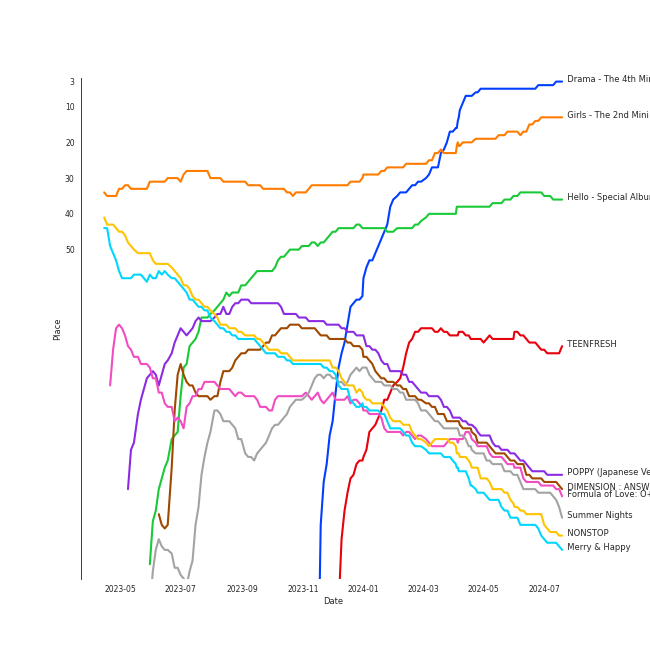 3
Drama - The 4th Mi
10
Girls - The 2nd Mini
20
30
Hello - Special Albu
40
50
Place
TEENFRESH
POPPY (Japanese Ve
DIMENSION : ANSW
Formula of Love: O+
Summer Nights
NONSTOP
Merry & Happy
2023-05 2023-07 2023-09 2023-11 2024-01 2024-03 2024-05 2024-07
Date